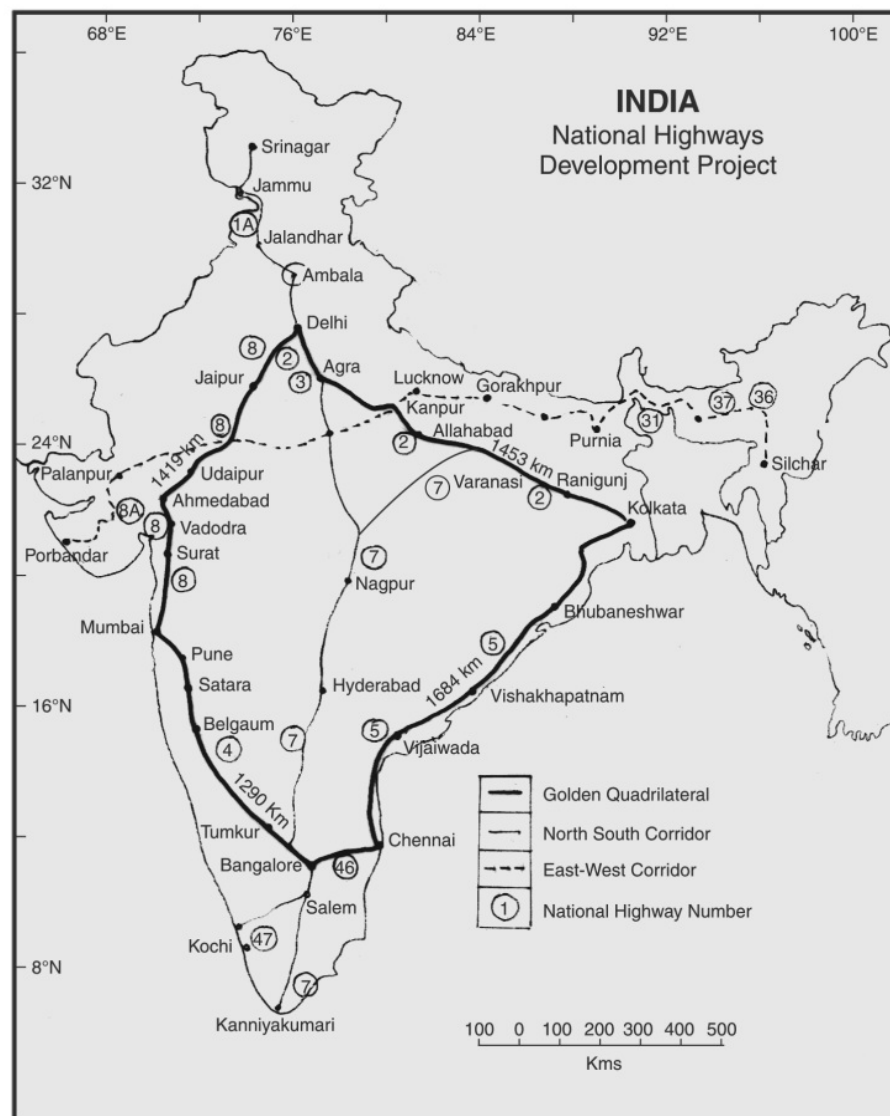 68°E
76°E
84°E
92°E
100°E
INDIA
National Highways
Development Project
32°N
24°N
16°N
8°N
Srinagar
Jammu
1A
Jalandhar
Ambala
Delhi
8
2
3
Agra
Jaipur
Lucknow
Gorakhpur
Kanpur
8
2
Allahabad
Purnia
31
37
36
Silchar
1419 km
1453 km
Palanpur
Udaipur
7
Varanasi
2
Ranigunj
Ahmedabad
8A
8
Vadodra
Kolkata
Porbandar
Surat
8
7
Nagpur
Mumbai
Bhubaneshwar
Pune
5
Satara
Hyderabad
1684 km
Vishakhapatnam
Belgaum
4
7
5
Vijaiwada
1290 Km
Tumkur
Chennai
Bangalore
46
Salem
Kochi
47
7
Kanniyakumari
Golden Quadrilateral
North South Corridor
East-West Corridor
1
National Highway Number
100 0 100 200 300 400 500
Kms